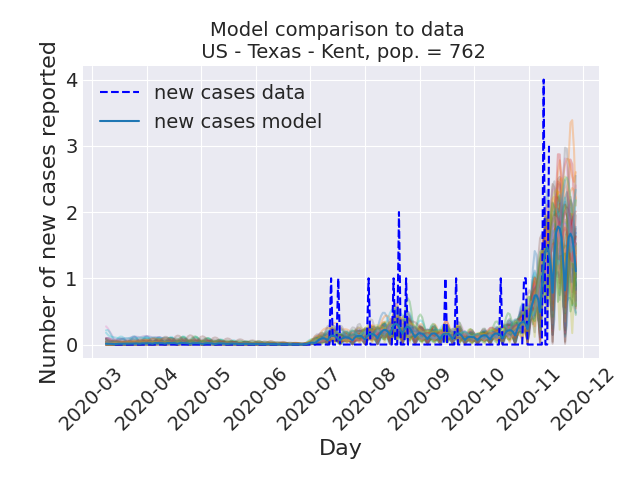 Model comparison to data
US - Texas - Kent, pop. = 762
Number of new cases reported
4
3
2
1
0
new cases data
new cases model
2020-03
2020-04
2020-05
2020-06
2020-07
2020-08
2020-09
2020-10
2020-11
2020-12
Day